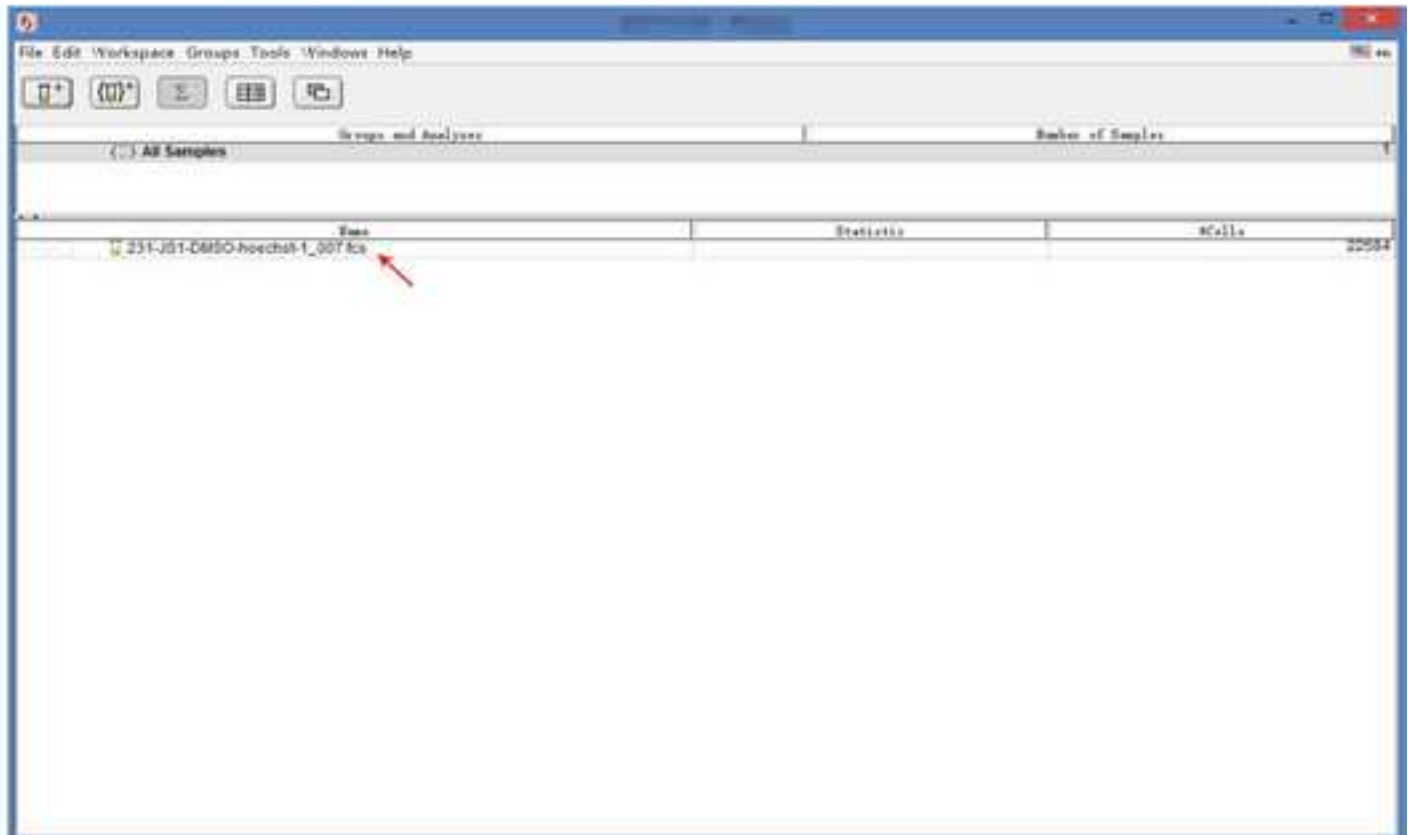 File Edit Workspace Groups Tools Windows Help
en
Groups and Analyses Number of Samples
{ } All Samples 1
Name Statistic #Cells
231-JS1-DMSO-hoechst-1_007.fcs 22584